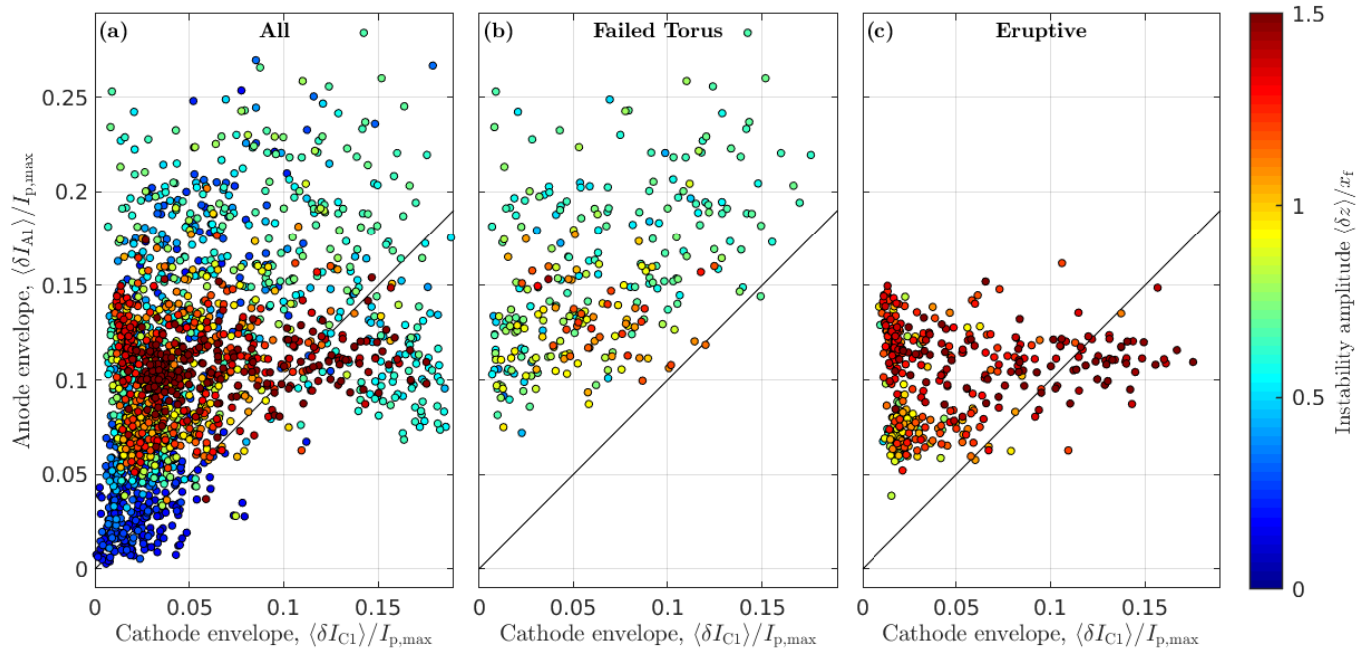 (a) All
(b) Failed Torus
(c) Eruptive
Anode envelope, ⟨δI_A1⟩/I_p,max
0.25
0.2
0.15
0.1
0.05
0
0 0.05 0.1 0.15
0 0.05 0.1 0.15
0 0.05 0.1 0.15
Cathode envelope, ⟨δI_C1⟩/I_p,max
Cathode envelope, ⟨δI_C1⟩/I_p,max
Cathode envelope, ⟨δI_C1⟩/I_p,max
1.5
1
0.5
0
Instability amplitude ⟨δz⟩/x_f